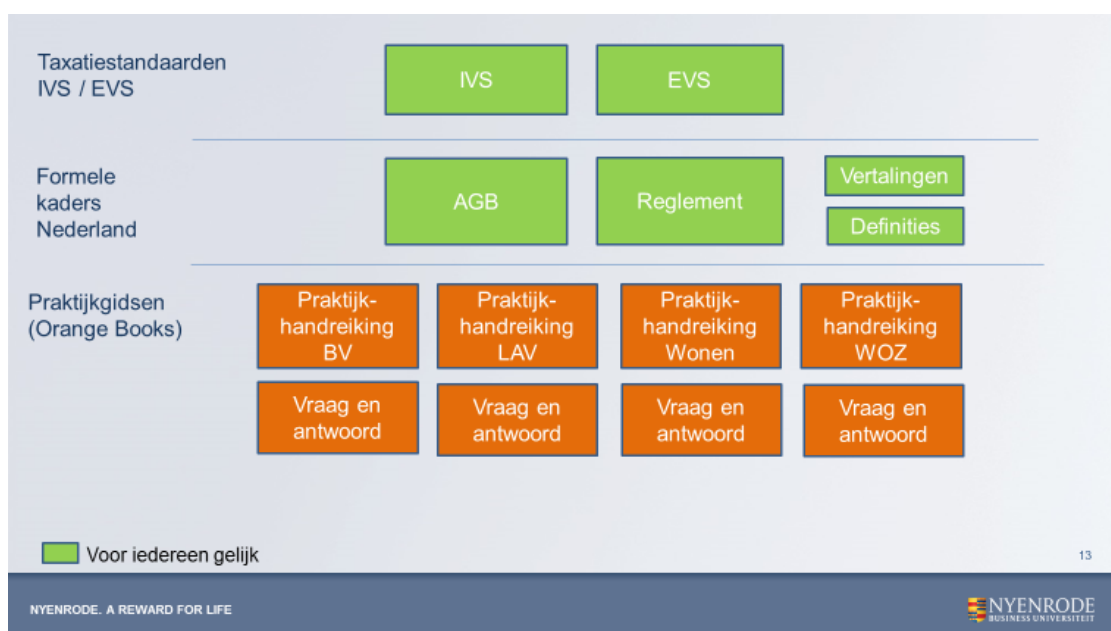 Taxatiestandaarden
IVS / EVS
IVS
EVS
Formele
kaders
Nederland
AGB
Reglement
Vertalingen
Definities
Praktijkgidsen
(Orange Books)
Praktijk-
handreiking
BV
Praktijk-
handreiking
LAV
Praktijk-
handreiking
Wonen
Praktijk-
handreiking
WOZ
Vraag en
antwoord
Vraag en
antwoord
Vraag en
antwoord
Vraag en
antwoord
Voor iedereen gelijk
13
NYENRODE. A REWARD FOR LIFE
NYENRODE
BUSINESS UNIVERSITEIT